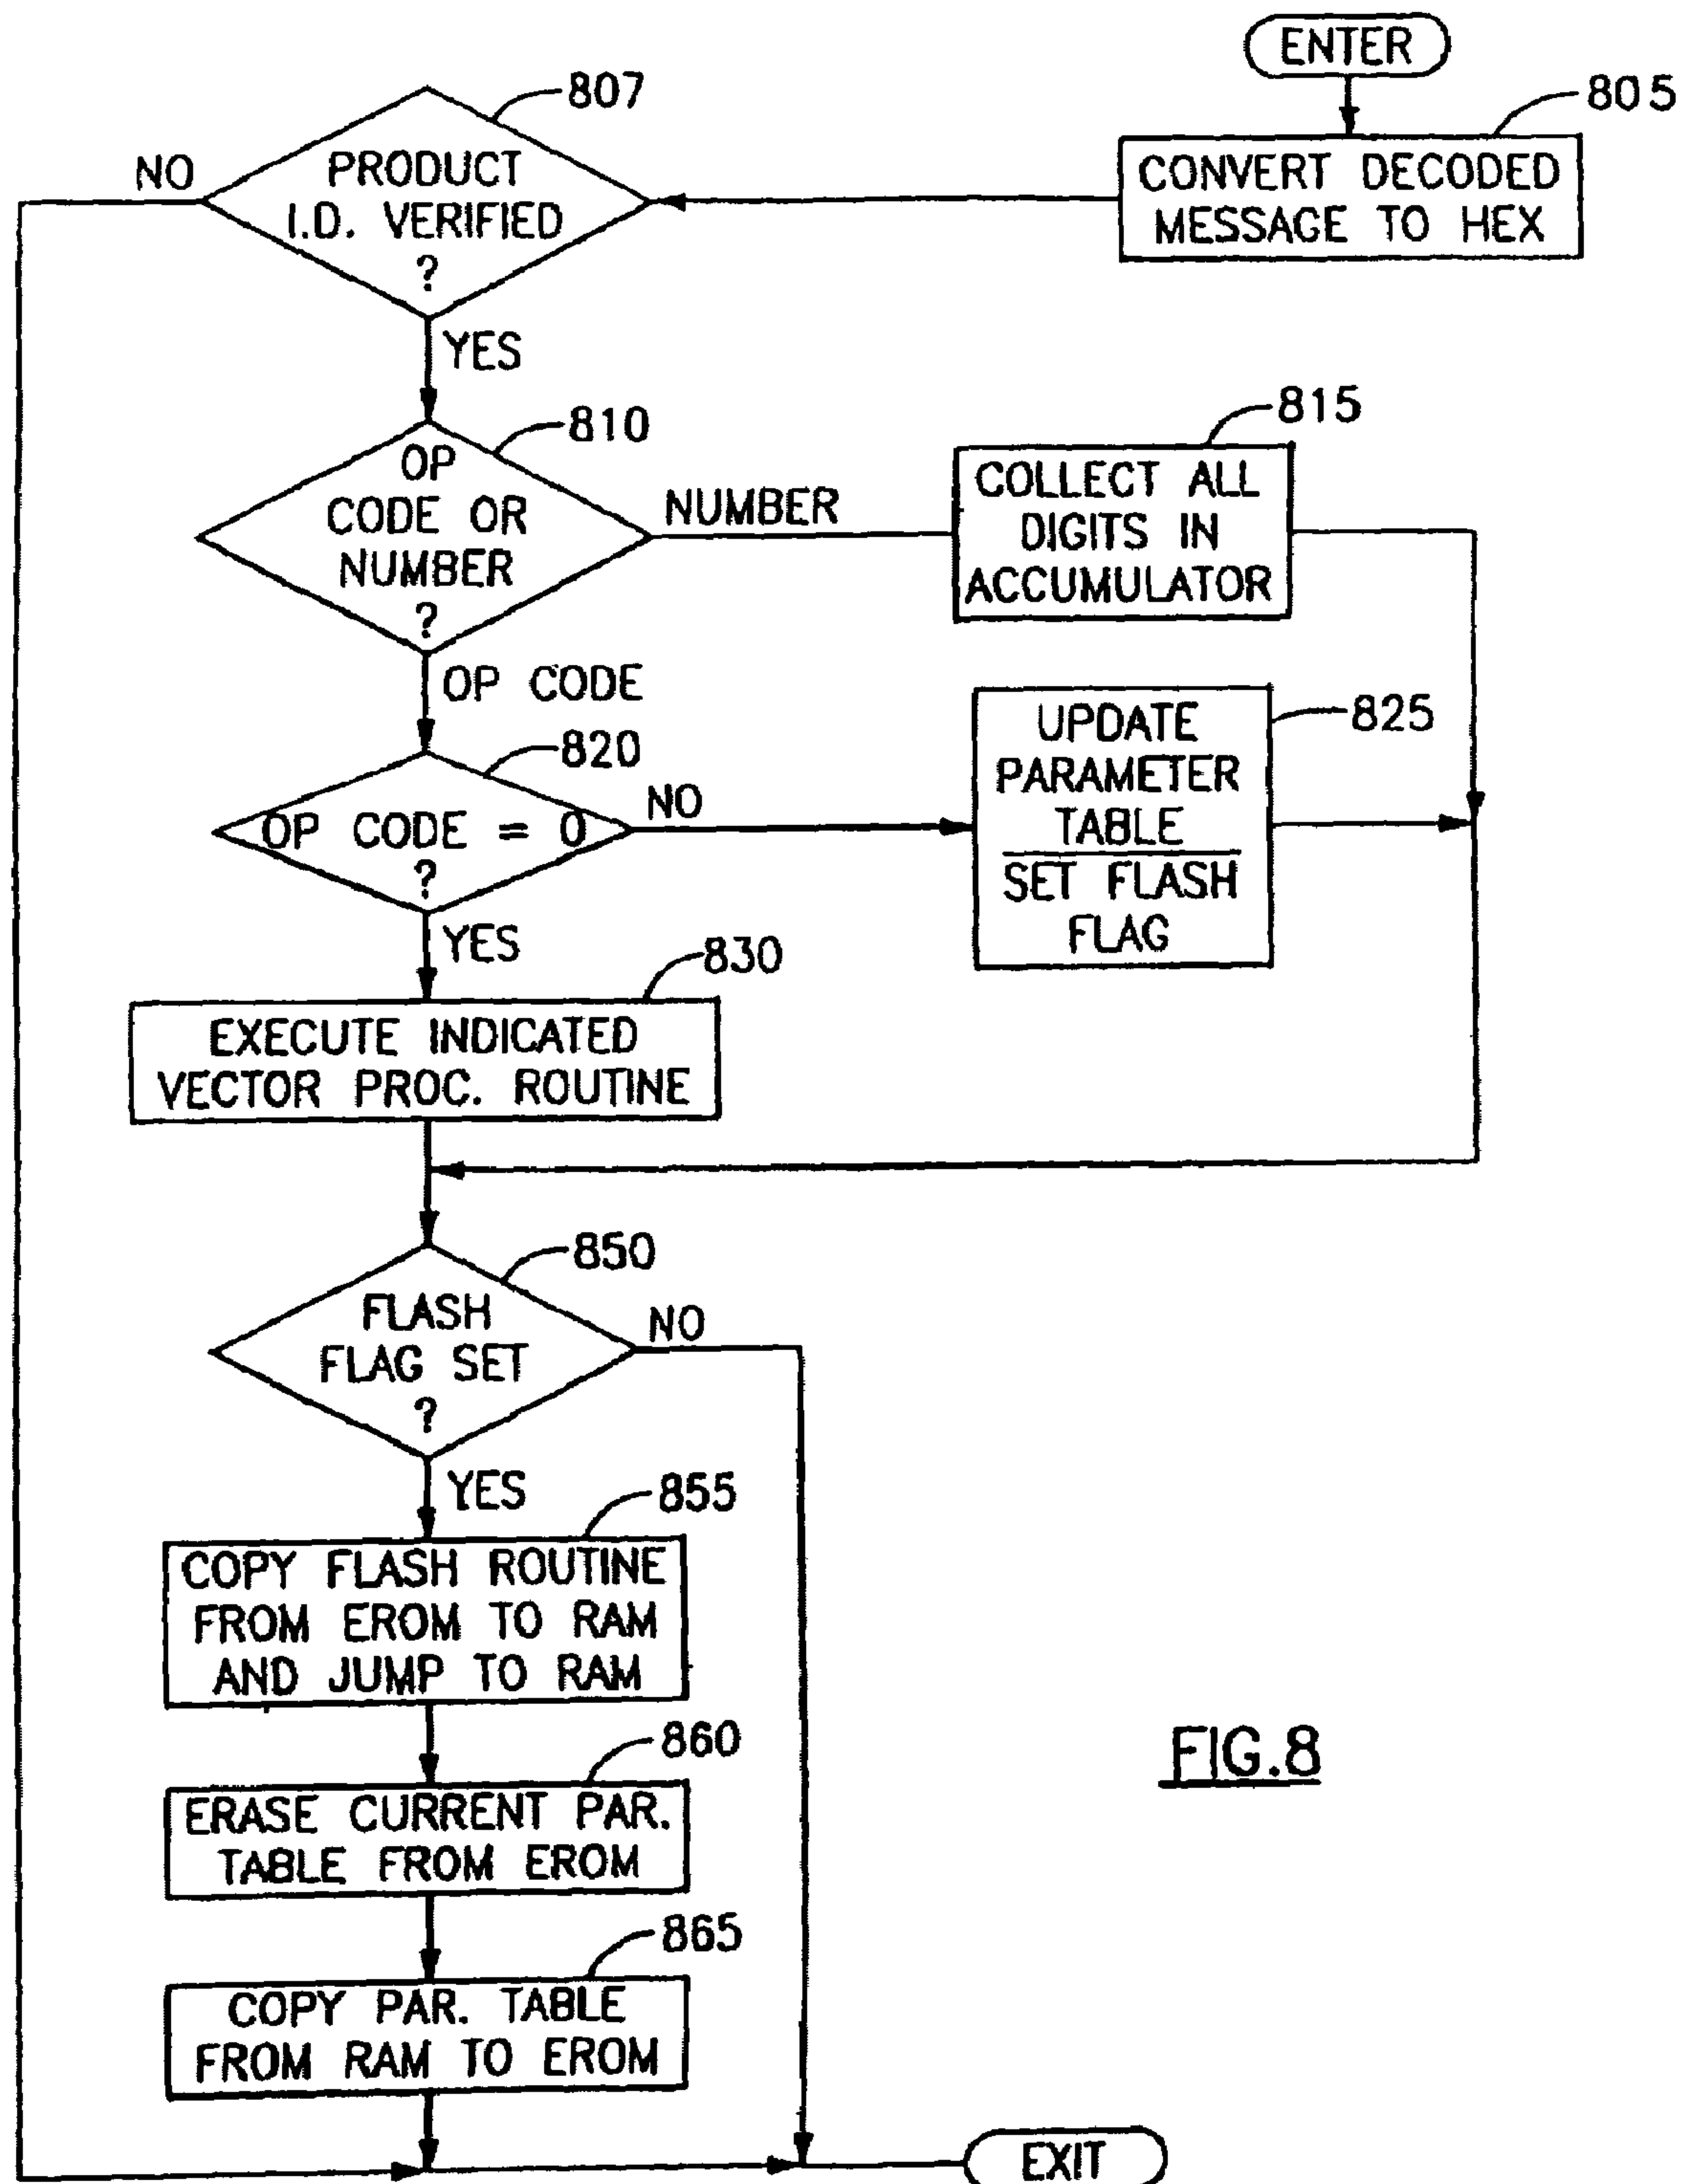 ENTER
805
CONVERT DECODED
MESSAGE TO HEX
807
PRODUCT
I.D. VERIFIED
?
NO
YES
810
OP
CODE OR
NUMBER
?
NUMBER
815
COLLECT ALL
DIGITS IN
ACCUMULATOR
OP CODE
820
OP CODE = 0
?
NO
825
UPDATE
PARAMETER
TABLE
SET FLASH
FLAG
YES
830
EXECUTE INDICATED
VECTOR PROC. ROUTINE
850
FLASH
FLAG SET
?
NO
YES
855
COPY FLASH ROUTINE
FROM EROM TO RAM
AND JUMP TO RAM
860
ERASE CURRENT PAR.
TABLE FROM EROM
865
COPY PAR. TABLE
FROM RAM TO EROM
EXIT
FIG.8